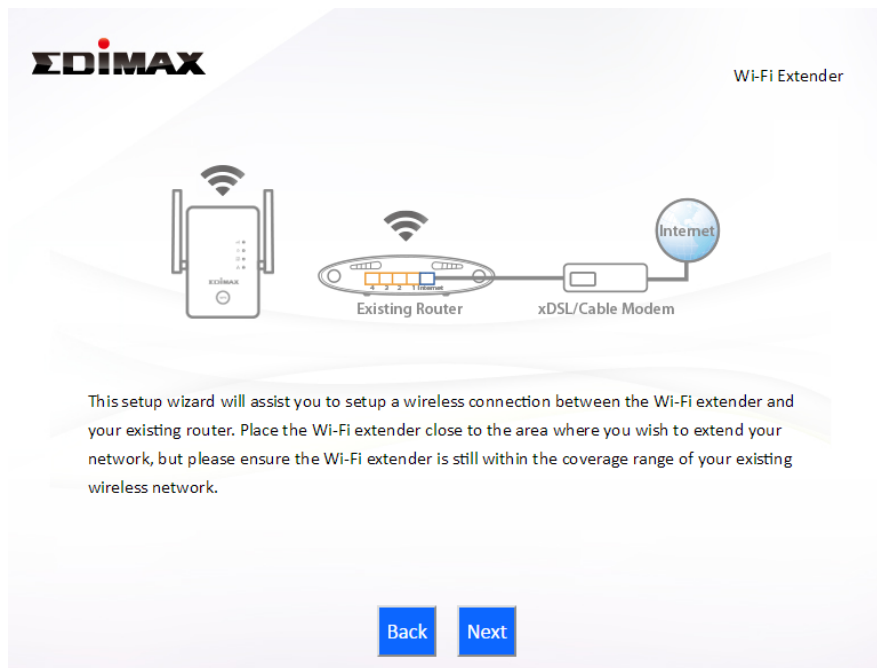 EDIMAX
Wi-Fi Extender
Internet
EDIMAX
4 3 2 1 Internet
Existing Router
xDSL/Cable Modem
This setup wizard will assist you to setup a wireless connection between the Wi-Fi extender and
your existing router. Place the Wi-Fi extender close to the area where you wish to extend your
network, but please ensure the Wi-Fi extender is still within the coverage range of your existing
wireless network.
Back Next